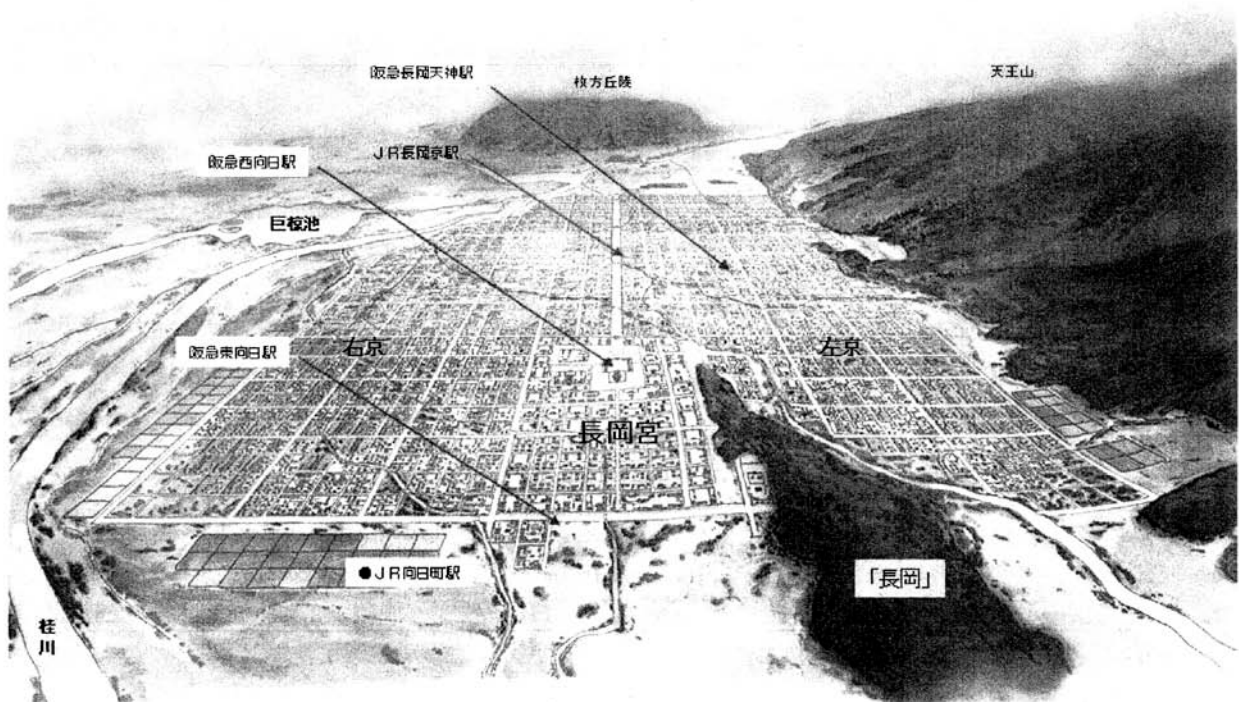 阪急長岡天神駅
枚方丘陵
天王山
阪急西向日駅
JR長岡京駅
巨椋池
阪急東向日駅
右京
左京
長岡宮
●JR向日町駅
「長岡」
桂川